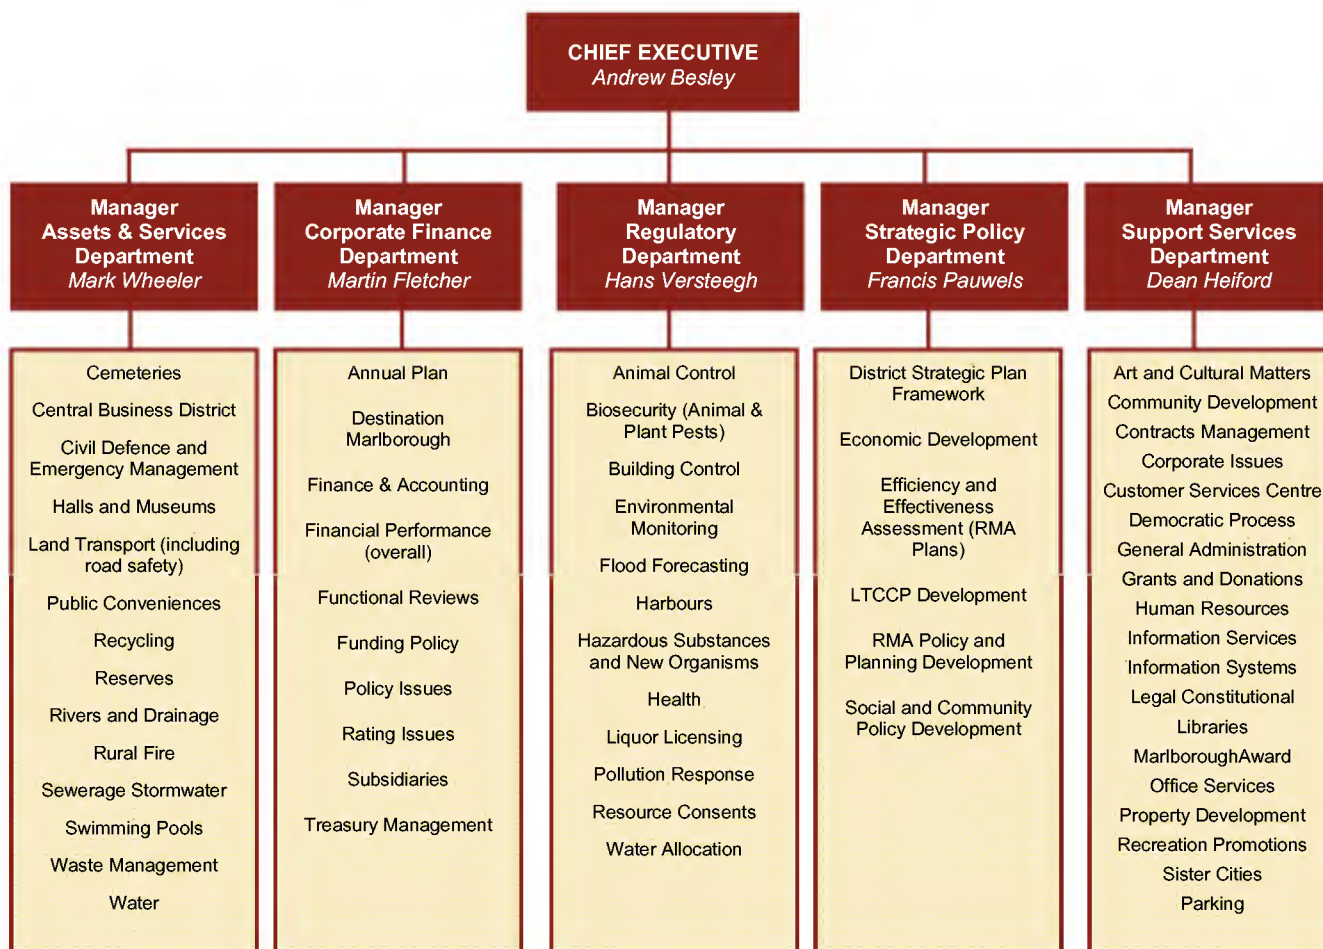 CHIEF EXECUTIVE
Andrew Besley
Manager
Assets & Services
Department
Mark Wheeler
Manager
Corporate Finance
Department
Martin Fletcher
Manager
Regulatory
Department
Hans Versteegh
Manager
Strategic Policy
Department
Francis Pauwels
Manager
Support Services
Department
Dean Heiford
Cemeteries
Central Business District
Civil Defence and
Emergency Management
Halls and Museums
Land Transport (including
road safety)
Public Conveniences
Recycling
Reserves
Rivers and Drainage
Rural Fire
Sewerage Stormwater
Swimming Pools
Waste Management
Water
Annual Plan
Destination
Marlborough
Finance & Accounting
Financial Performance
(overall)
Functional Reviews
Funding Policy
Policy Issues
Rating Issues
Subsidiaries
Treasury Management
Animal Control
Biosecurity (Animal &
Plant Pests)
Building Control
Environmental
Monitoring
Flood Forecasting
Harbours
Hazardous Substances
and New Organisms
Health
Liquor Licensing
Pollution Response
Resource Consents
Water Allocation
District Strategic Plan
Framework
Economic Development
Efficiency and
Effectiveness
Assessment (RMA
Plans)
LTCCP Development
RMA Policy and
Planning Development
Social and Community
Policy Development
Art and Cultural Matters
Community Development
Contracts Management
Corporate Issues
Customer Services Centre
Democratic Process
General Administration
Grants and Donations
Human Resources
Information Services
Information Systems
Legal Constitutional
Libraries
MarlboroughAward
Office Services
Property Development
Recreation Promotions
Sister Cities
Parking